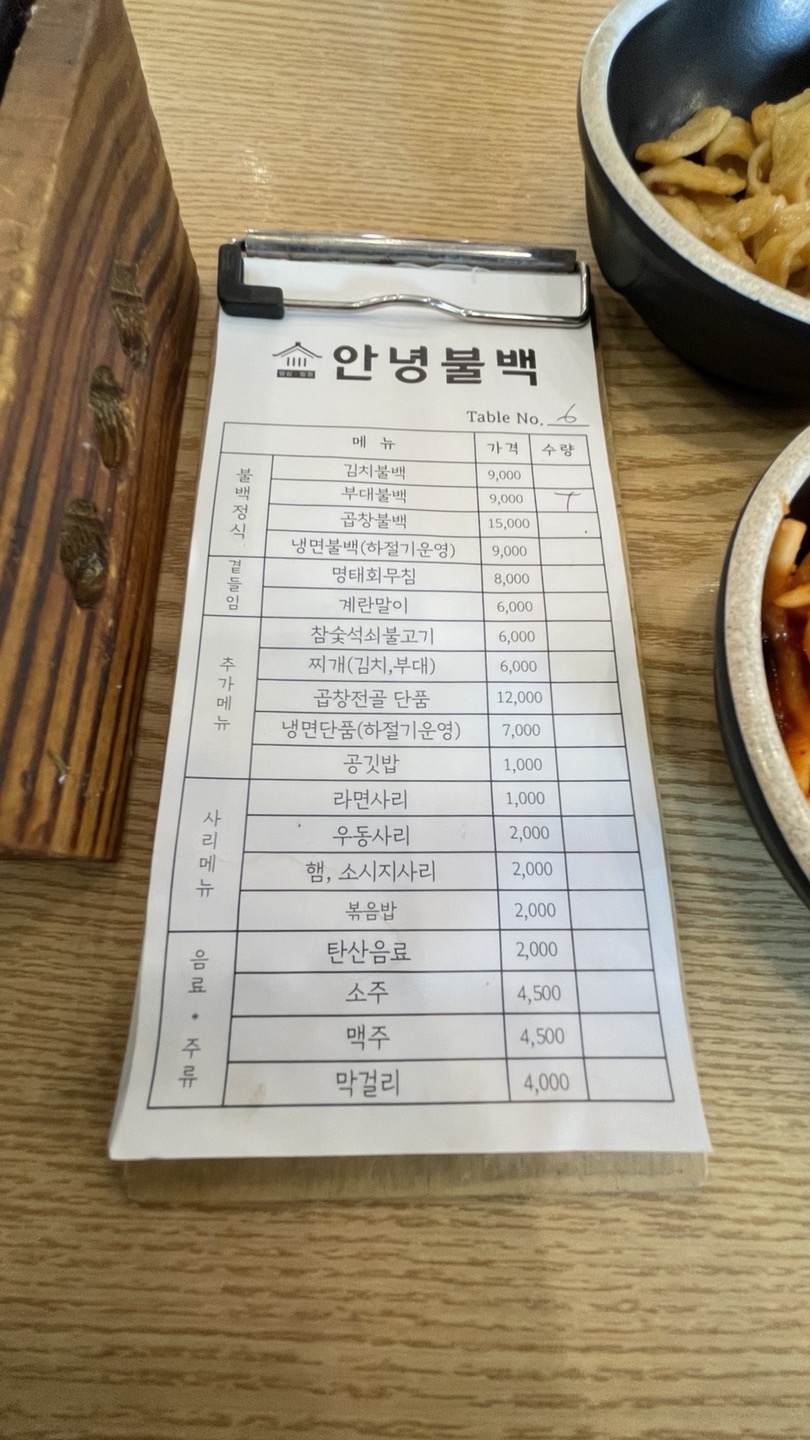 안녕불백
Table No. 6
메 뉴 가격 수량
불백정식
김치불백 9,000
부대불백 9,000 ㅜ
곱창불백 15,000
냉면불백(하절기운영) 9,000
곁들임
명태회무침 8,000
계란말이 6,000
추가메뉴
참숯석쇠불고기 6,000
찌개(김치,부대) 6,000
곱창전골 단품 12,000
냉면단품(하절기운영) 7,000
공깃밥 1,000
사리메뉴
라면사리 1,000
우동사리 2,000
햄, 소시지사리 2,000
볶음밥 2,000
음료•주류
탄산음료 2,000
소주 4,500
맥주 4,500
막걸리 4,000